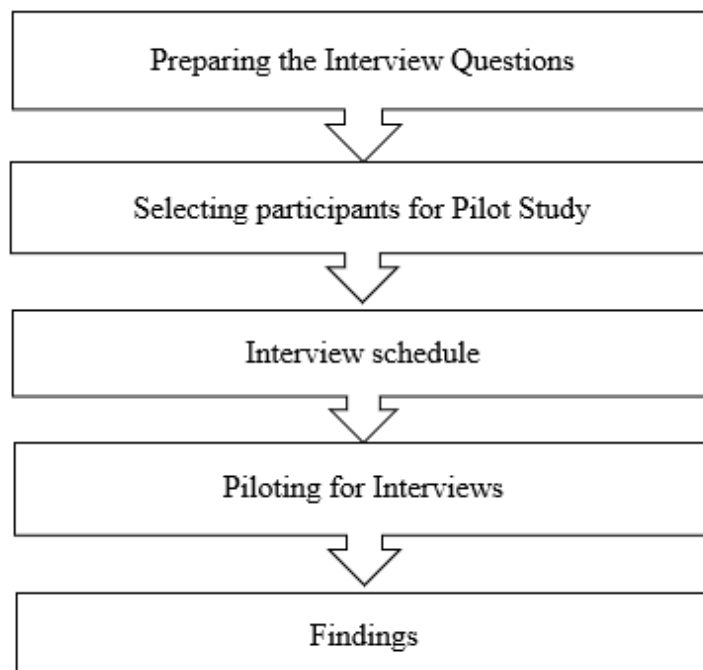 Preparing the Interview Questions
Selecting participants for Pilot Study
Interview schedule
Piloting for Interviews
Findings